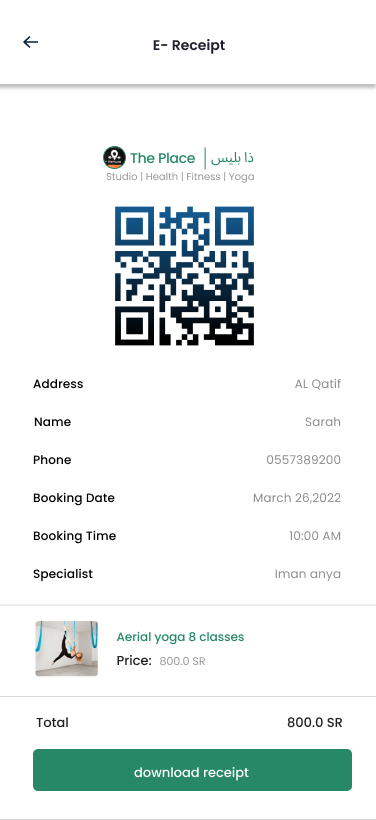 E- Receipt
The Place | ذا بليس
Studio | Health | Fitness | Yoga
Address AL Qatif
Name Sarah
Phone 0557389200
Booking Date March 26,2022
Booking Time 10:00 AM
Specialist Iman anya
Aerial yoga 8 classes
Price: 800.0 SR
Total 800.0 SR
download receipt